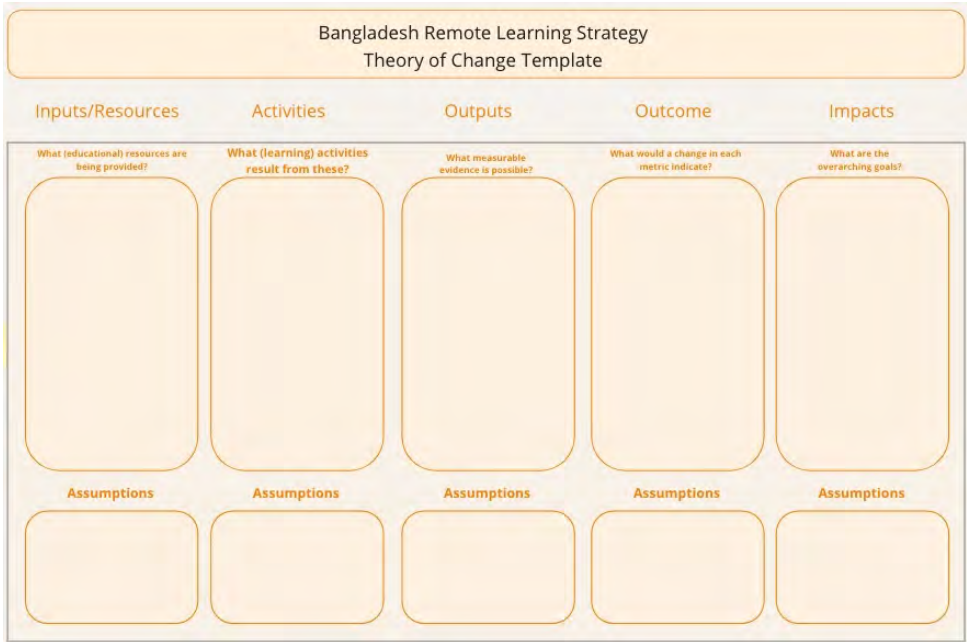 Bangladesh Remote Learning Strategy
Theory of Change Template
Inputs/Resources
Activities
Outputs
Outcome
Impacts
What (educational) resources are
being provided?
What (learning) activities
result from these?
What measurable
evidence is possible?
What would a change in each
metric indicate?
What are the
overarching goals?
Assumptions
Assumptions
Assumptions
Assumptions
Assumptions